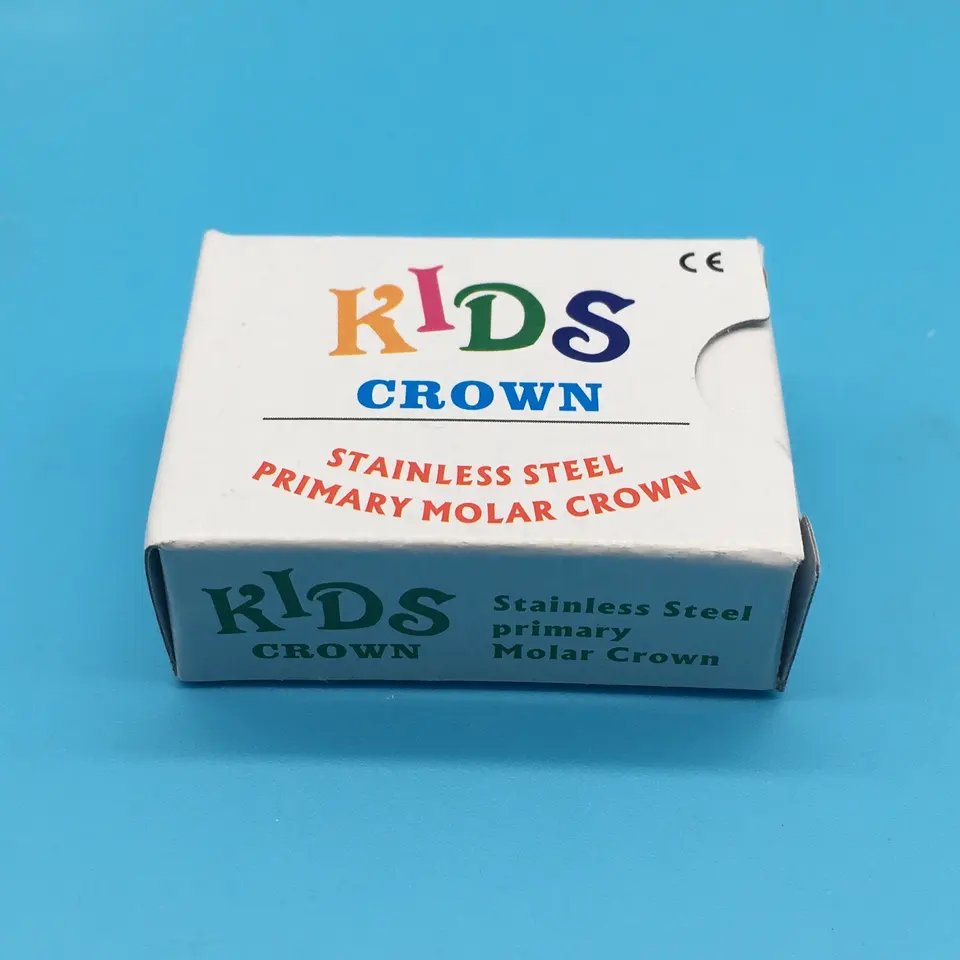 CE
KIDS
CROWN
STAINLESS STEEL
PRIMARY MOLAR CROWN
KIDS
CROWN
Stainless Steel
primary
Molar Crown